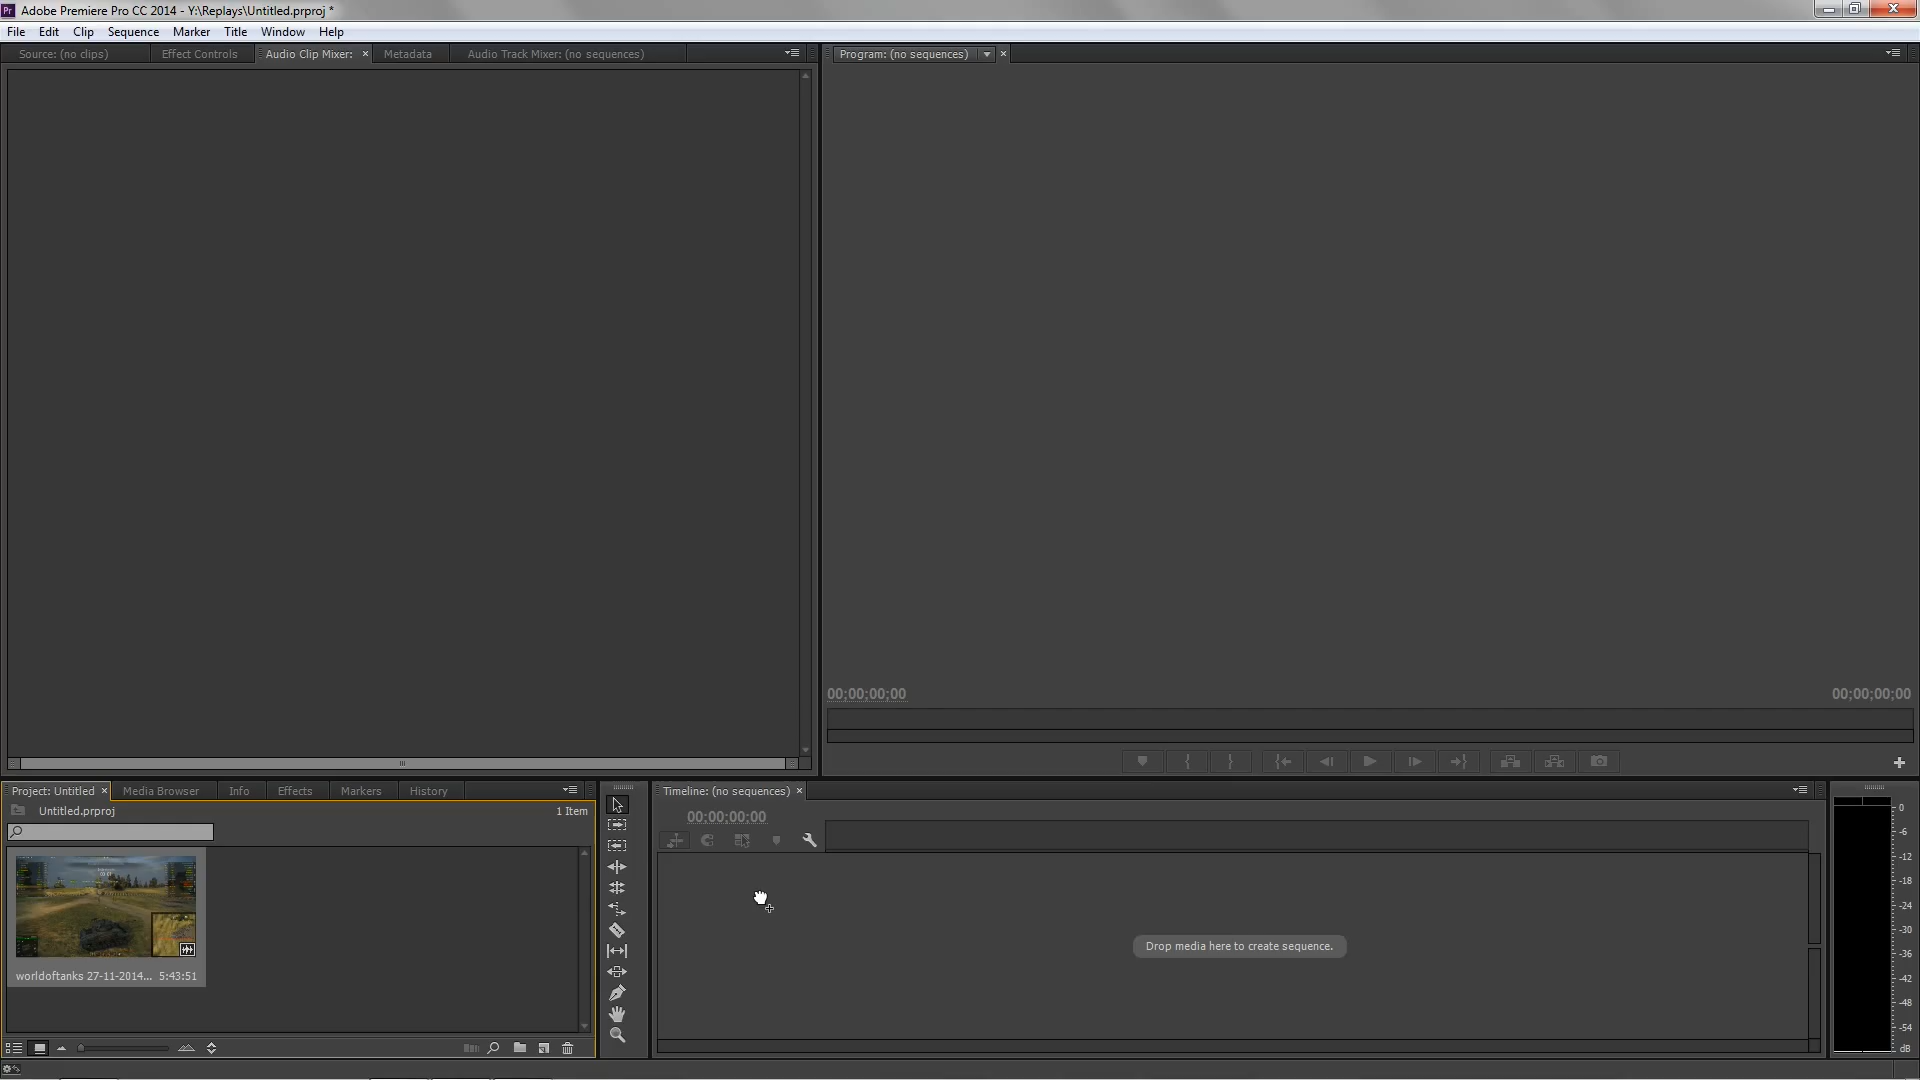 Pr Adobe Premiere Pro CC 2014 - Y:\Replays\Untitled.prproj *
File Edit Clip Sequence Marker Title Window Help
Source: (no clips) Effect Controls Audio Clip Mixer: × Metadata Audio Track Mixer: (no sequences) Program: (no sequences) ×
00;00;00;00 00;00;00;00
Project: Untitled × Media Browser Info Effects Markers History Timeline: (no sequences) ×
Untitled.prproj 1 Item
00;00;00;00
Drop media here to create sequence.
worldoftanks 27-11-2014... 5:43:51
0
-6
-12
-18
-24
-30
-36
-42
-48
-54
dB